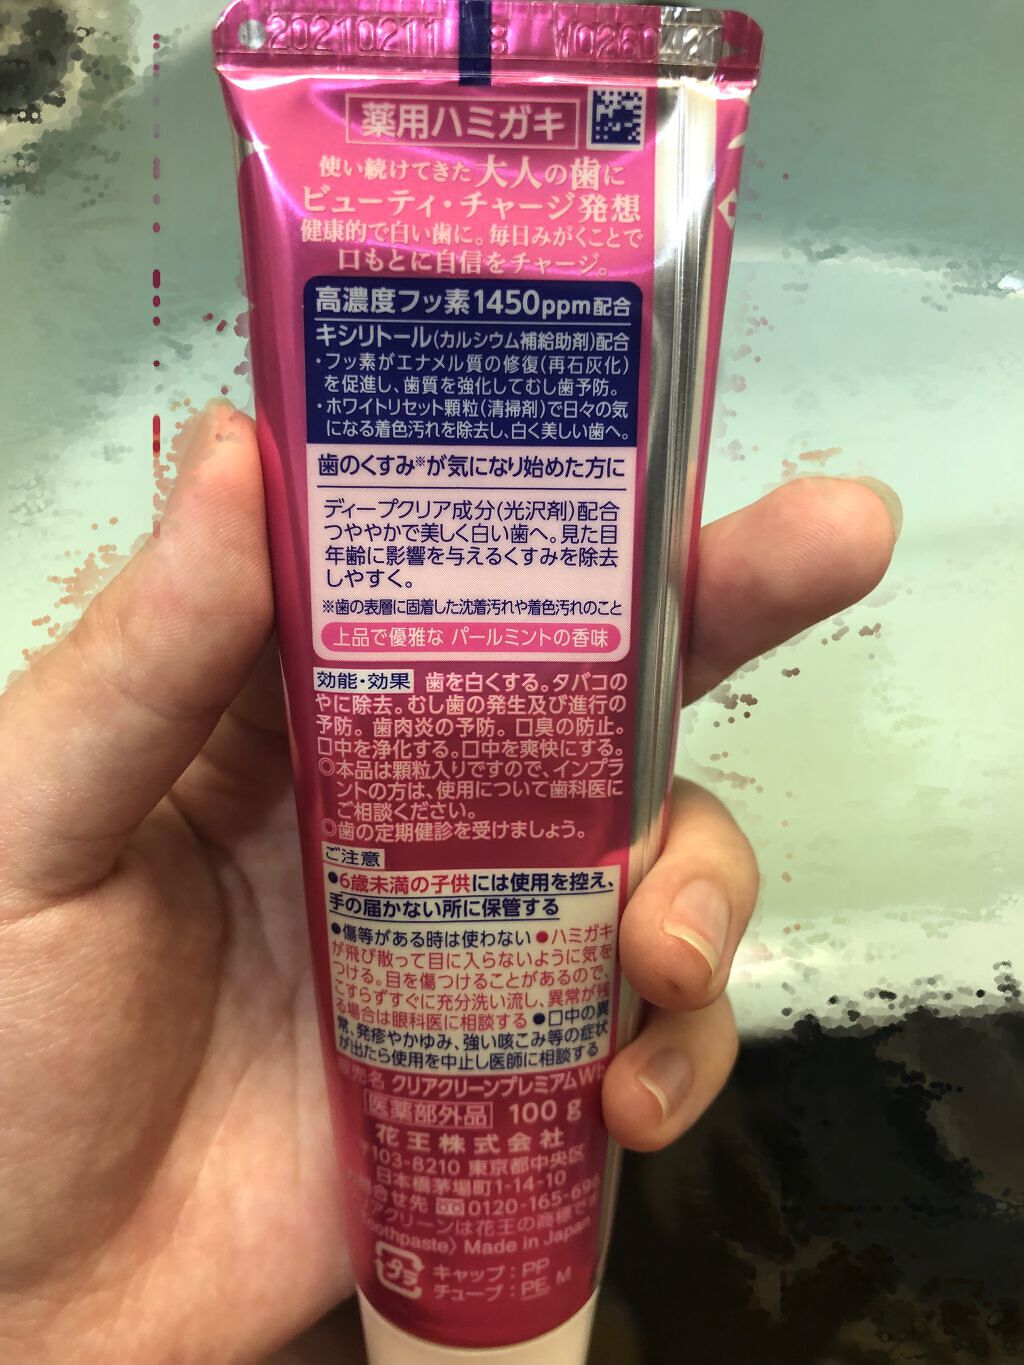 20210211 8 W0260421
薬用ハミガキ
使い続けてきた大人の歯に
ビューティ・チャージ発想
健康的で白い歯に。毎日みがくことで
口もとに自信をチャージ。
高濃度フッ素1450ppm配合
キシリトール(カルシウム補給助剤)配合
・フッ素がエナメル質の修復(再石灰化)
を促進し、歯質を強化してむし歯予防。
・ホワイトリセット顆粒(清掃剤)で日々の気
になる着色汚れを除去し、白く美しい歯へ。
歯のくすみ※が気になり始めた方に
ディープクリア成分(光沢剤)配合
つややかで美しく白い歯へ。見た目
年齢に影響を与えるくすみを除去
しやすく。
※歯の表層に固着した沈着汚れや着色汚れのこと
上品で優雅な パールミントの香味
効能・効果 歯を白くする。タバコの
やに除去。むし歯の発生及び進行の
予防。歯肉炎の予防。口臭の防止。
口中を浄化する。口中を爽快にする。
◎本品は顆粒入りですので、インプラ
ントの方は、使用について歯科医に
ご相談ください。
◎歯の定期健診を受けましょう。
ご注意
●6歳未満の子供には使用を控え、
手の届かない所に保管する
●傷等がある時は使わない ●ハミガキ
が飛び散って目に入らないように気を
つける。目を傷つけることがあるので、
こすらずすぐに充分洗い流し、異常が残
る場合は眼科医に相談する ●口中の異
常、発疹やかゆみ、強い咳こみ等の症状
が出たら使用を中止し医師に相談する
販売名 クリアクリーンプレミアムWH
医薬部外品 100g
花王株式会社
〒103-8210 東京都中央区
日本橋茅場町1-14-10
合せ先 0120-165-696
アクリーンは花王の商標です
oothpaste〉Made in Japan
プラ
キャップ:PP
チューブ:PE, M